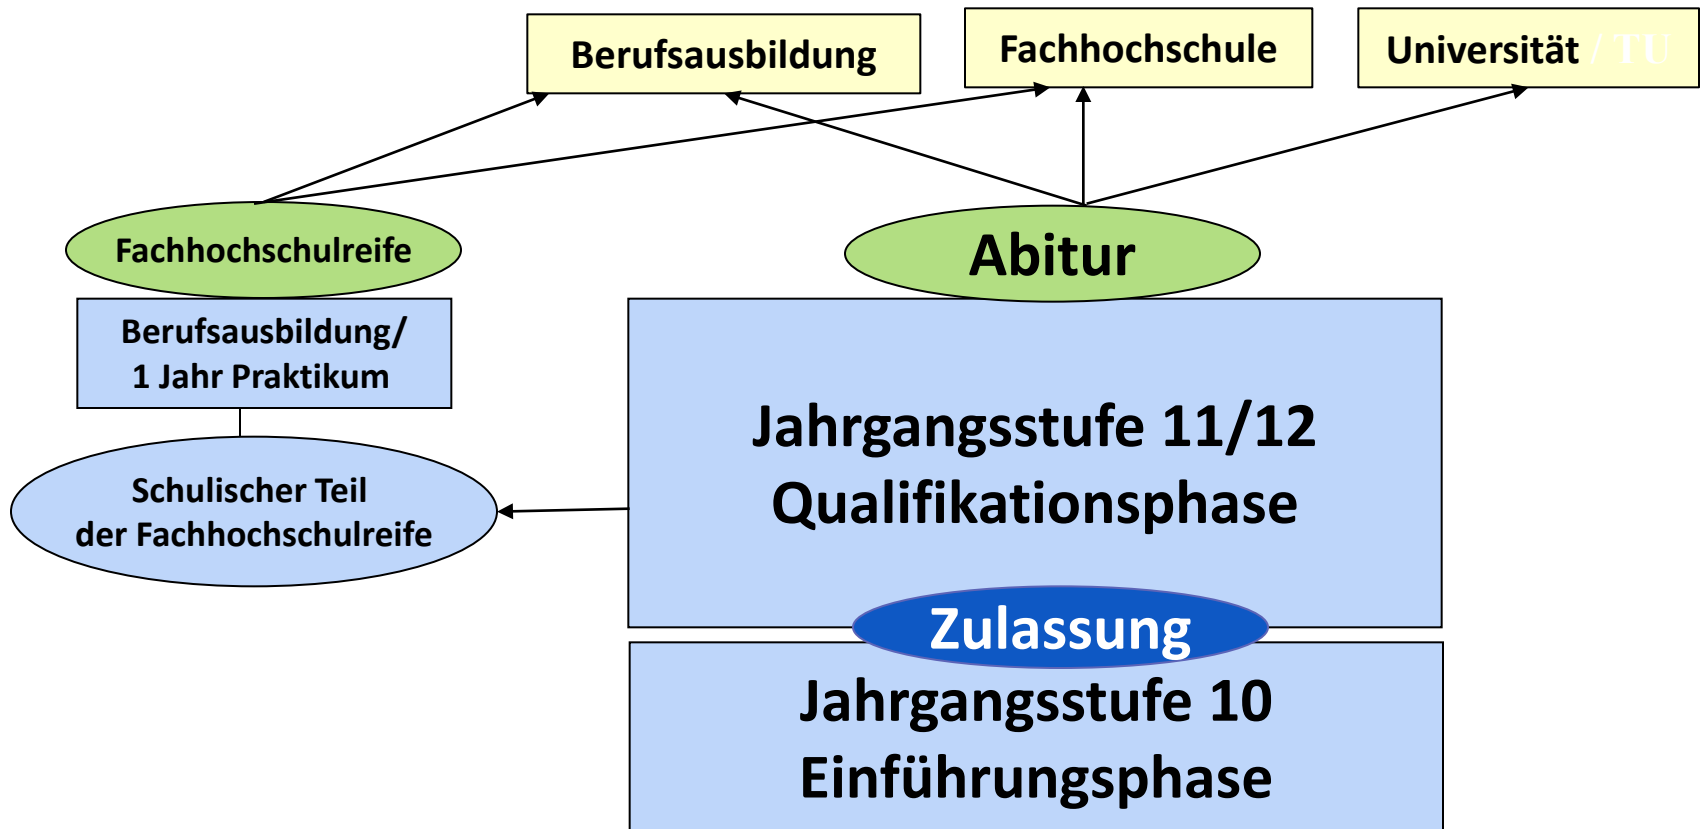 Berufsausbildung
Fachhochschule
Universität / TU
Fachhochschulreife
Abitur
Berufsausbildung/
1 Jahr Praktikum
Jahrgangsstufe 11/12
Qualifikationsphase
Schulischer Teil
der Fachhochschulreife
Zulassung
Jahrgangsstufe 10
Einführungsphase